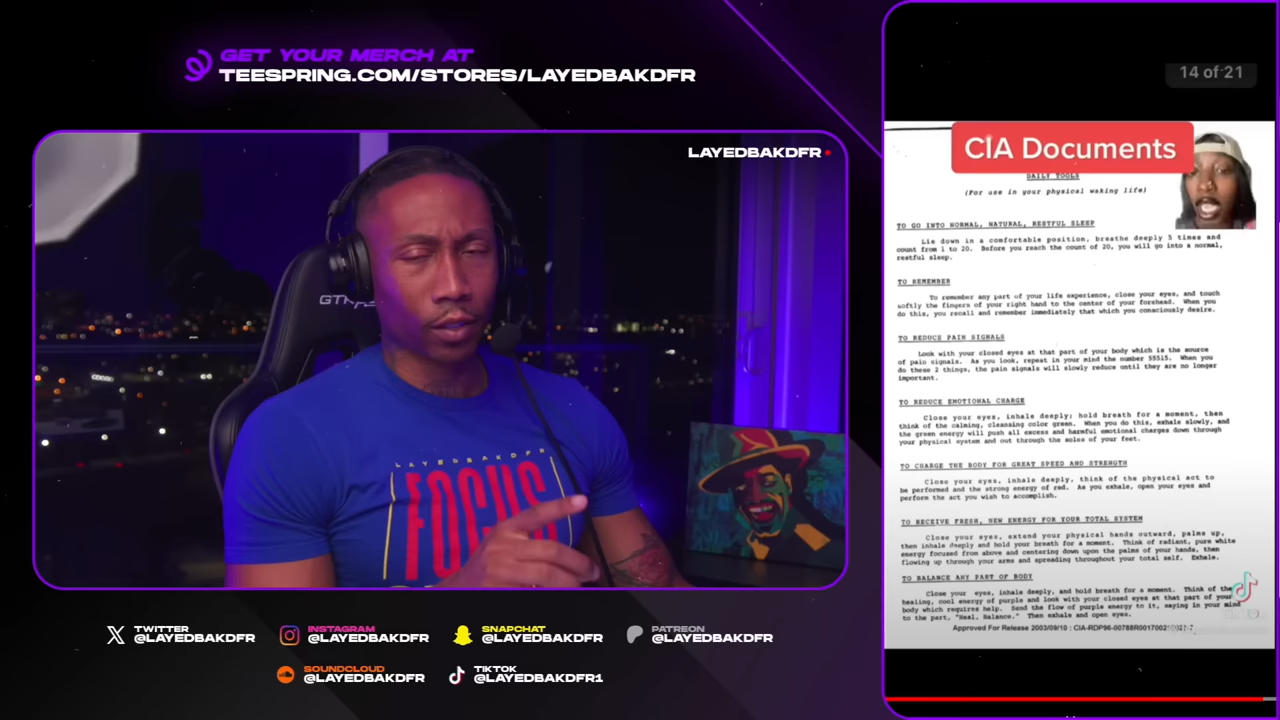 GET YOUR MERCH AT
TEESPRING.COM/STORES/LAYEDBAKDFR
LAYEDBAKDFR
GTR
LAYEDBAKDFR
FOCUS
TWITTER
@LAYEDBAKDFR
INSTAGRAM
@LAYEDBAKDFR
SNAPCHAT
@LAYEDBAKDFR
PATREON
@LAYEDBAKDFR
SOUNDCLOUD
@LAYEDBAKDFR
TIKTOK
@LAYEDBAKDFR1
14 of 21
CIA Documents
DAILY TOOLS
(For use in your physical waking life)
TO GO INTO NORMAL, NATURAL, RESTFUL SLEEP
Lie down in a comfortable position, breathe deeply 5 times and
count from 1 to 20. Before you reach the count of 20, you will go into a normal,
restful sleep.
TO REMEMBER
To remember any part of your life experience, close your eyes, and touch
softly the fingers of your right hand to the center of your forehead. When you
do this, you recall and remember immediately that which you consciously desire.
TO REDUCE PAIN SIGNALS
Look with your closed eyes at that part of your body which is the source
of pain signals. As you look, repeat in your mind the number 55515. When you
do these 2 things, the pain signals will slowly reduce until they are no longer
important.
TO REDUCE EMOTIONAL CHARGE
Close your eyes, inhale deeply; hold breath for a moment, then
think of the calming, cleansing color green. When you do this, exhale slowly, and
the green energy will push all excess and harmful emotional charges down through
your physical system and out through the soles of your feet.
TO CHARGE THE BODY FOR GREAT SPEED AND STRENGTH
Close your eyes, inhale deeply, think of the physical act to
be performed and the strong energy of red. As you exhale, open your eyes and
perform the act you wish to accomplish.
TO RECEIVE FRESH, NEW ENERGY FOR YOUR TOTAL SYSTEM
Close your eyes, extend your physical hands outward, palms up,
then inhale deeply and hold your breath for a moment. Think of radiant, pure white
energy focused from above and centering down upon the palms of your hands, then
flowing up through your arms and spreading throughout your total self. Exhale.
TO BALANCE ANY PART OF BODY
Close your eyes, inhale deeply, and hold breath for a moment. Think of the
healing, cool energy of purple and look with your closed eyes at that part of your
body which requires help. Send the flow of purple energy to it, saying in your mind
to the part, "Heal, Balance." Then exhale and open eyes.
Approved For Release 2003/09/10 : CIA-RDP96-00788R001700